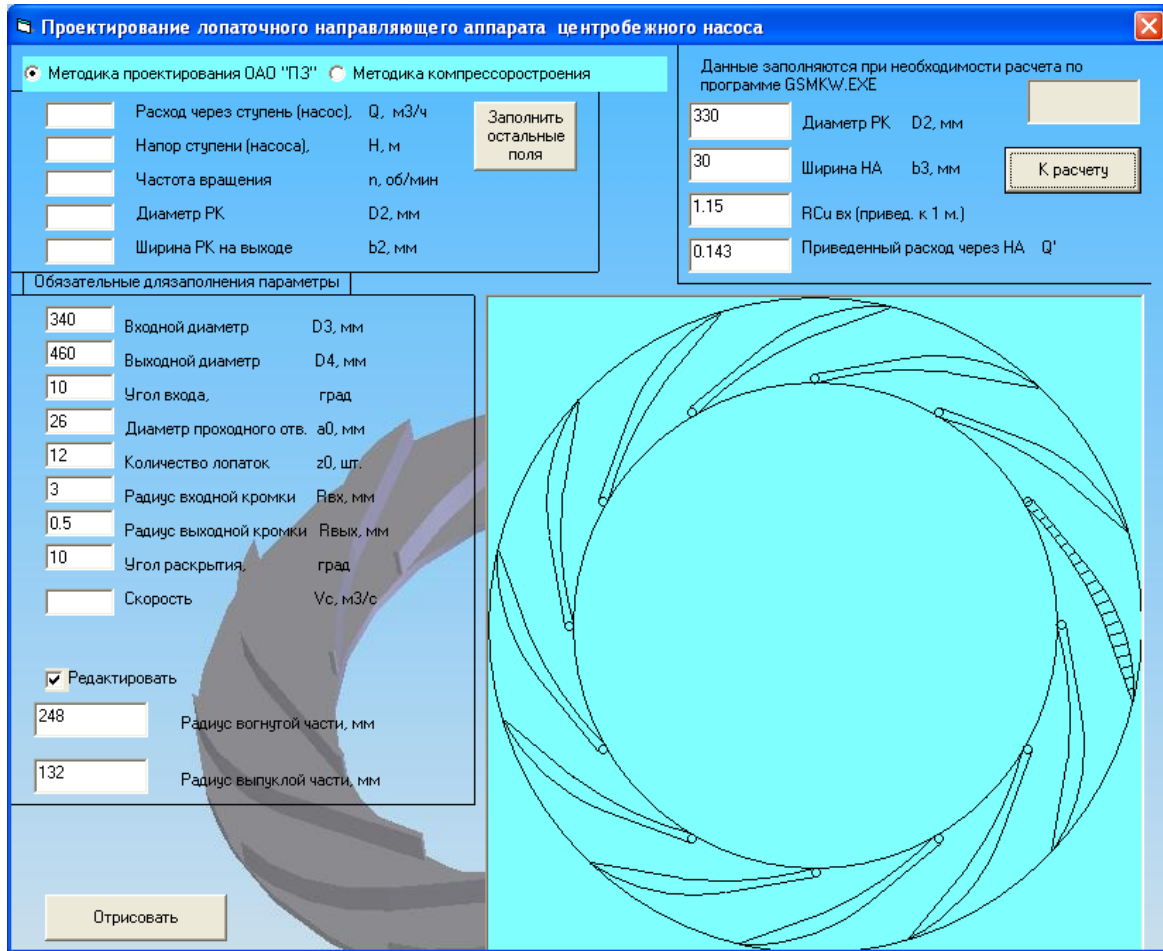 Проектирование лопаточного направляющего аппарата центробежного насоса
Методика проектирования ОАО "ПЗ" Методика компрессоростроения
Расход через ступень (насос), Q, м3/ч
Напор ступени (насоса), H, м
Частота вращения n, об/мин
Диаметр РК D2, мм
Ширина РК на выходе b2, мм
Заполнить
остальные
поля
Данные заполняются при необходимости расчета по
программе GSMKW.EXE
330 Диаметр РК D2, мм
30 Ширина НА b3, мм
1.15 RCu вх (привед. к 1 м.)
0.143 Приведенный расход через НА Q'
К расчету
Обязательные длязаполнения параметры
340 Входной диаметр D3, мм
460 Выходной диаметр D4, мм
10 Угол входа, град
26 Диаметр проходного отв. a0, мм
12 Количество лопаток z0, шт.
3 Радиус входной кромки Rвх, мм
0.5 Радиус выходной кромки Rвых, мм
10 Угол раскрытия, град
Скорость Vc, м3/с
Редактировать
248 Радиус вогнутой части, мм
132 Радиус выпуклой части, мм
Отрисовать